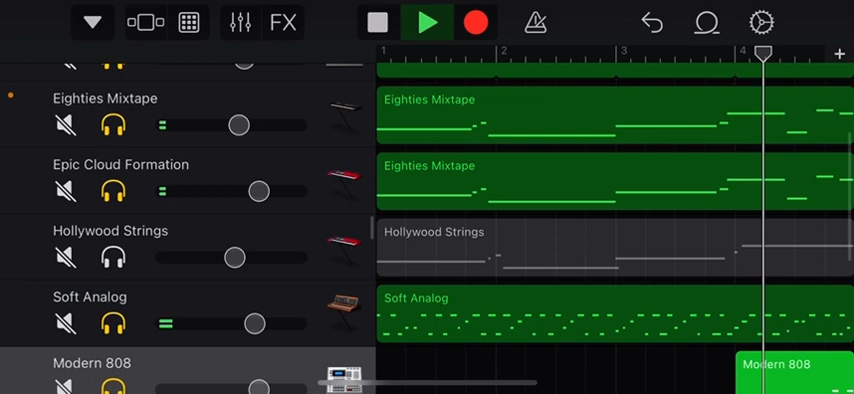 FX
1 2 3 4
Eighties Mixtape
Eighties Mixtape
Epic Cloud Formation
Eighties Mixtape
Hollywood Strings
Hollywood Strings
Soft Analog
Soft Analog
Modern 808
Modern 808